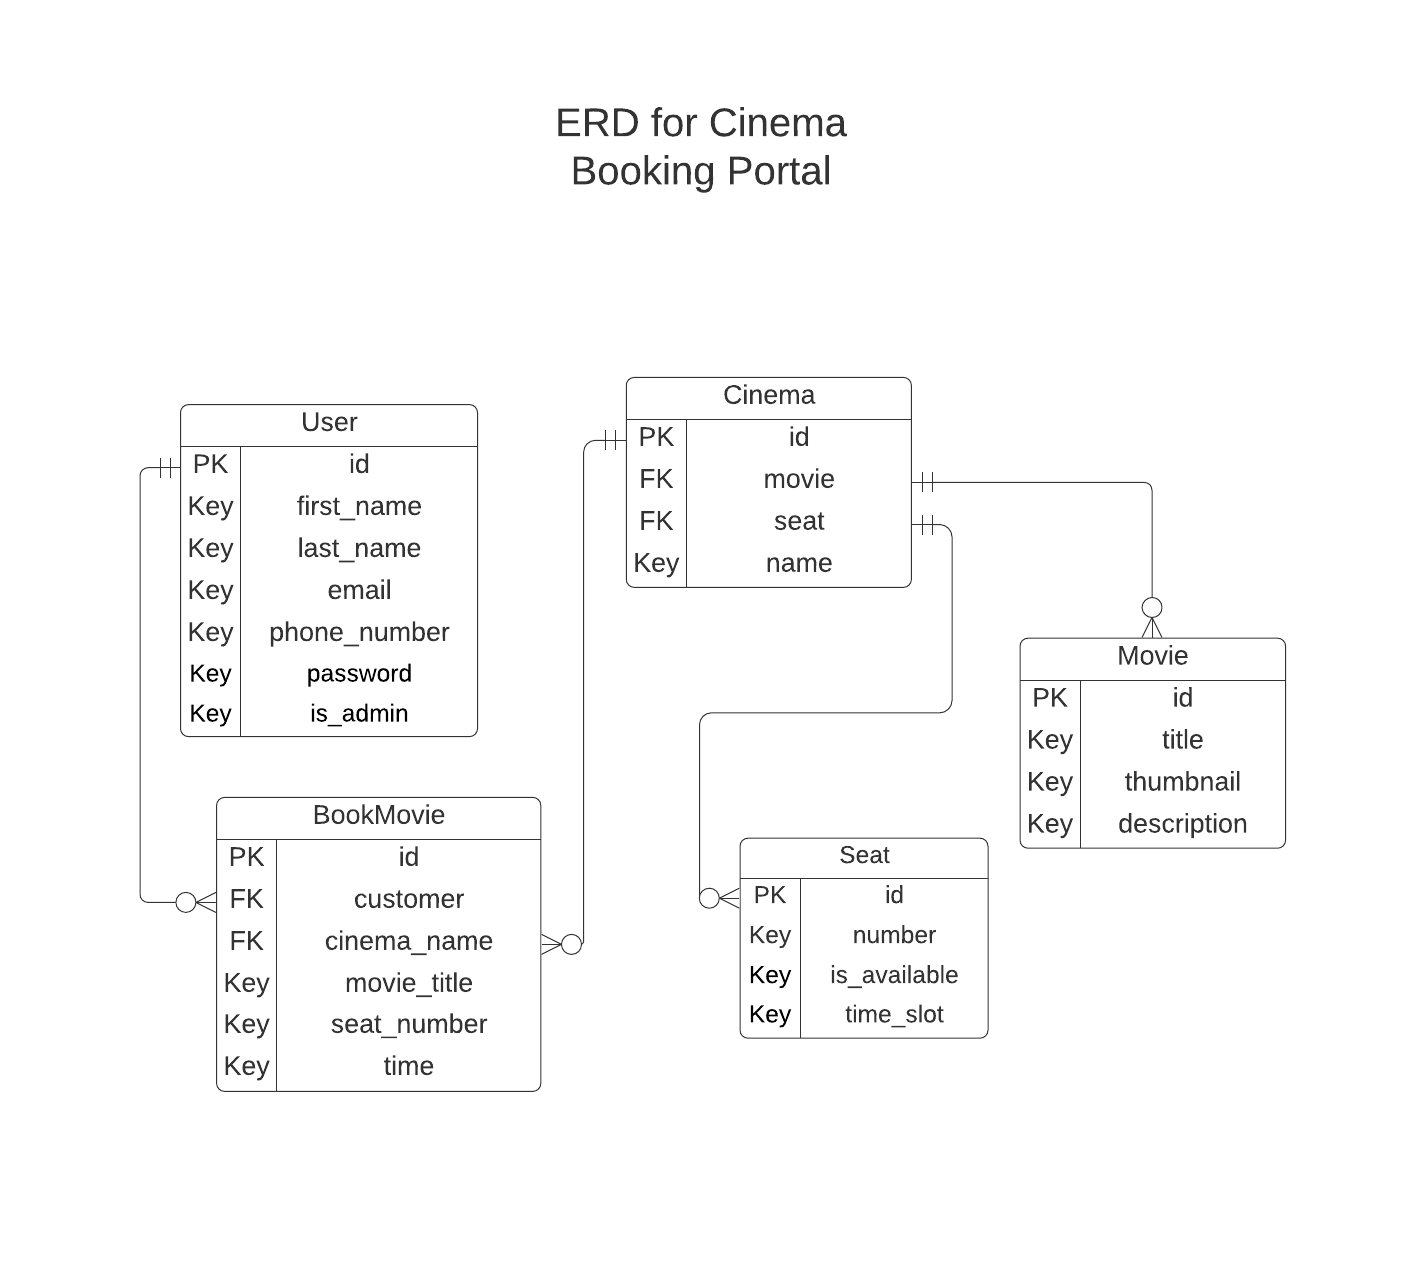 ERD for Cinema
Booking Portal
User
PK id
Key first_name
Key last_name
Key email
Key phone_number
Key password
Key is_admin
Cinema
PK id
FK movie
FK seat
Key name
Movie
PK id
Key title
Key thumbnail
Key description
BookMovie
PK id
FK customer
FK cinema_name
Key movie_title
Key seat_number
Key time
Seat
PK id
Key number
Key is_available
Key time_slot